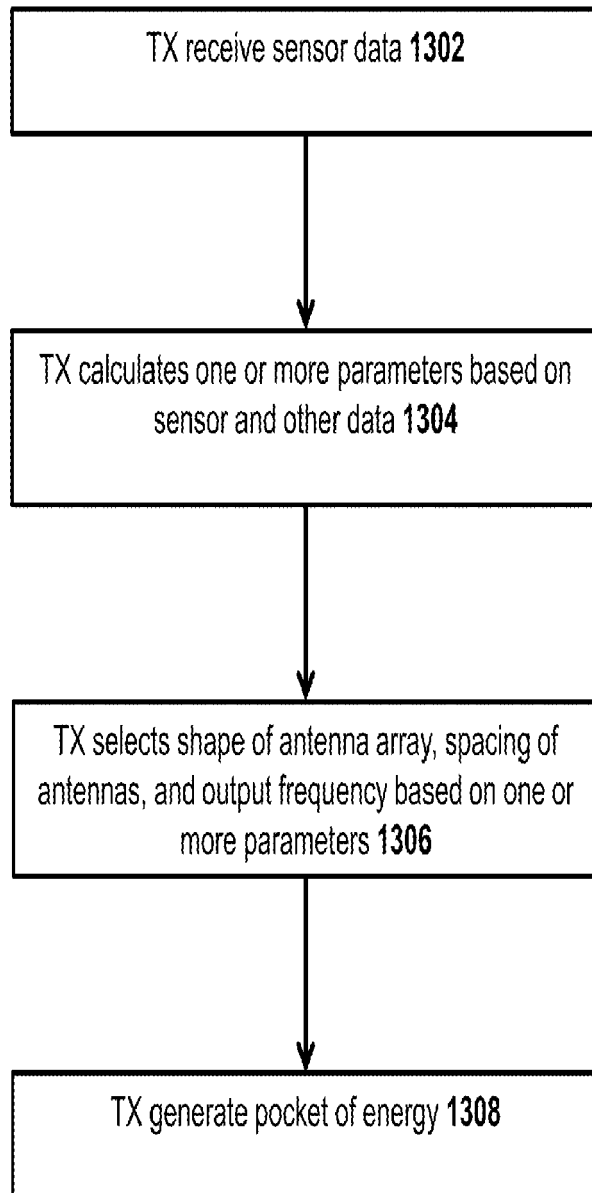 TX receive sensor data 1302
TX calculates one or more parameters based on
sensor and other data 1304
TX selects shape of antenna array, spacing of
antennas, and output frequency based on one or
more parameters 1306
TX generate pocket of energy 1308